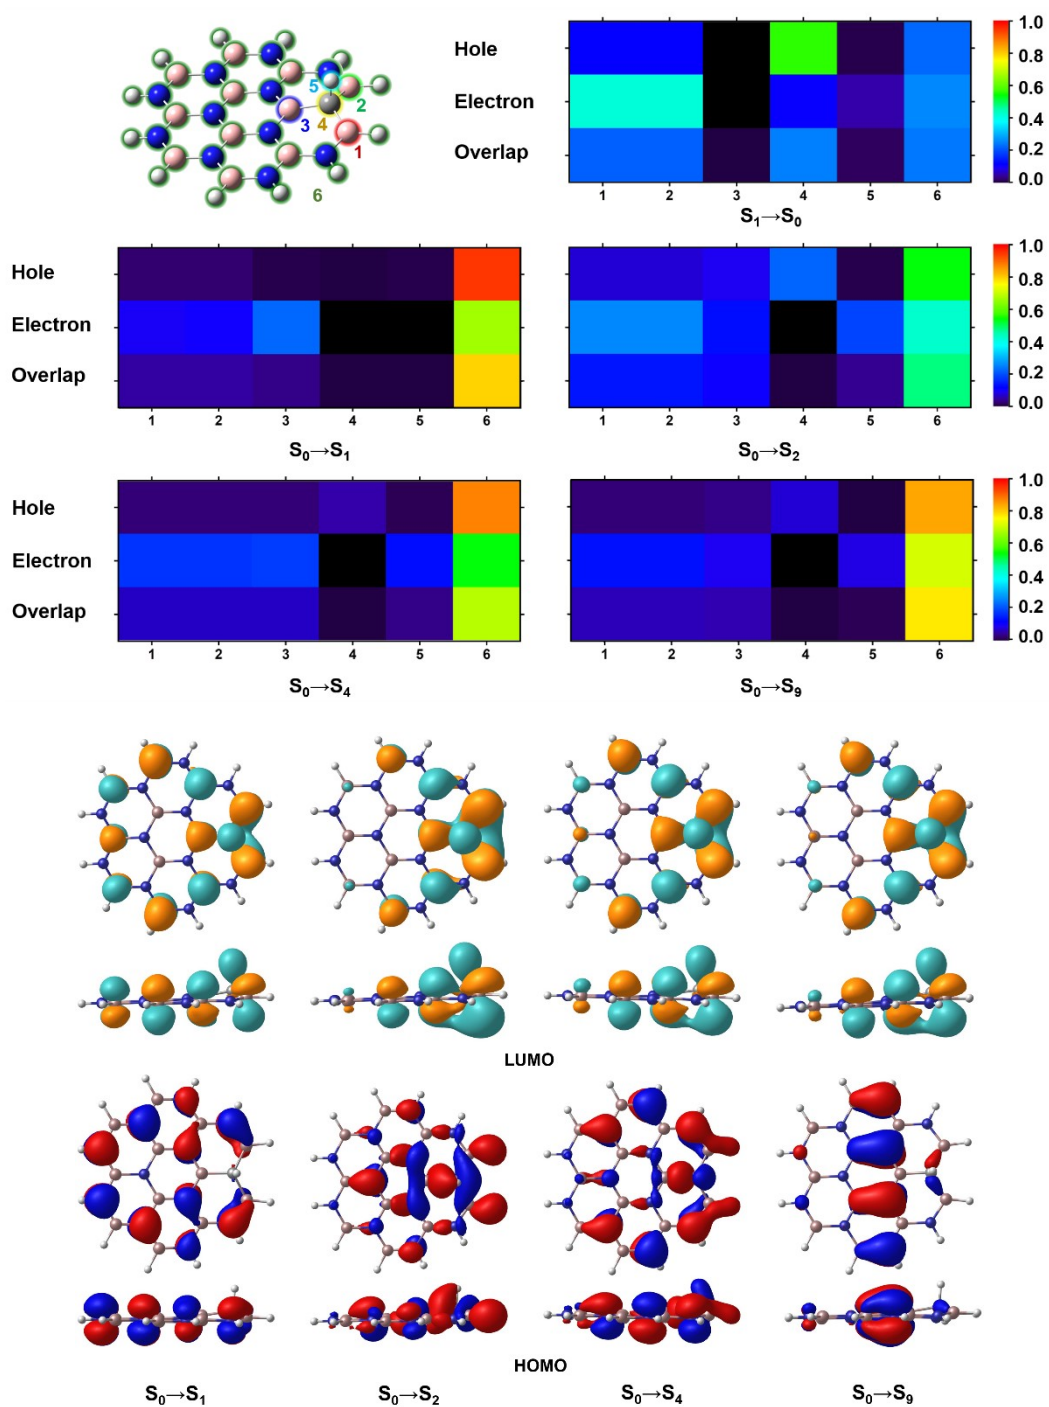 Hole
Electron
Overlap
1.0
0.8
0.6
0.4
0.2
0.0
5
2
3
4
1
6
1 2 3 4 5 6
S₁→S₀
Hole
Electron
Overlap
1 2 3 4 5 6
S₀→S₁
1 2 3 4 5 6
S₀→S₂
1.0
0.8
0.6
0.4
0.2
0.0
Hole
Electron
Overlap
1 2 3 4 5 6
S₀→S₄
1 2 3 4 5 6
S₀→S₉
1.0
0.8
0.6
0.4
0.2
0.0
LUMO
HOMO
S₀→S₁ S₀→S₂ S₀→S₄ S₀→S₉